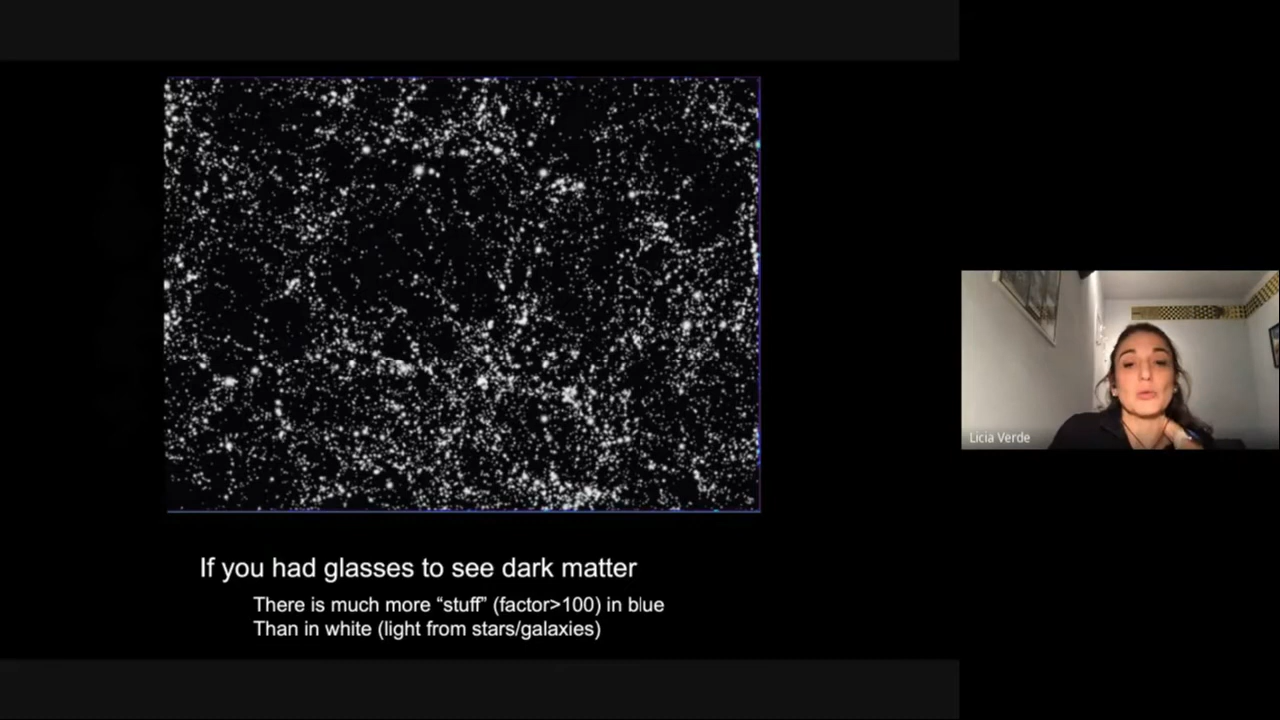 If you had glasses to see dark matter
There is much more “stuff” (factor>100) in blue
Than in white (light from stars/galaxies)
Licia Verde